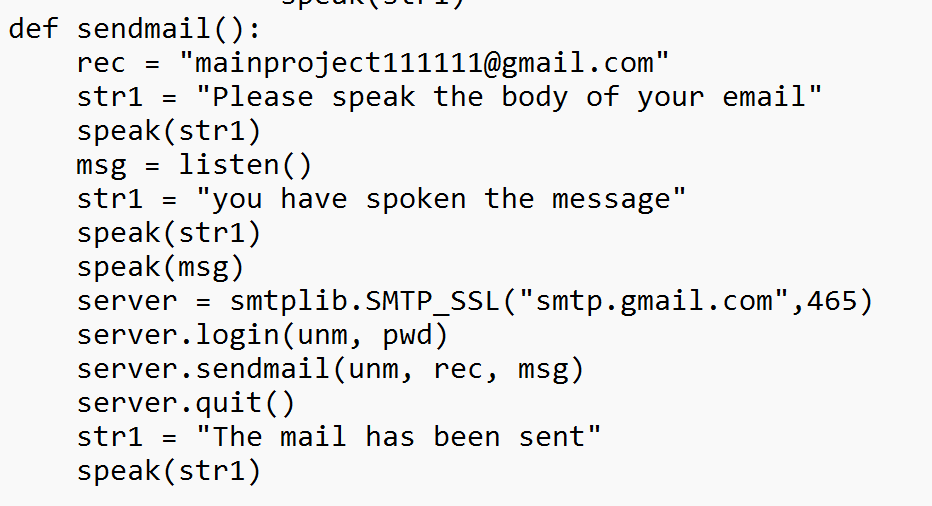 speak(str1)
def sendmail():
    rec = "mainproject111111@gmail.com"
    str1 = "Please speak the body of your email"
    speak(str1)
    msg = listen()
    str1 = "you have spoken the message"
    speak(str1)
    speak(msg)
    server = smtplib.SMTP_SSL("smtp.gmail.com",465)
    server.login(unm, pwd)
    server.sendmail(unm, rec, msg)
    server.quit()
    str1 = "The mail has been sent"
    speak(str1)